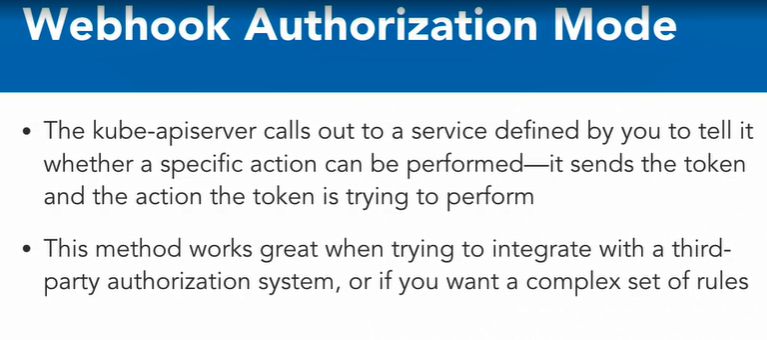 Webhook Authorization Mode
• The kube-apiserver calls out to a service defined by you to tell it
whether a specific action can be performed—it sends the token
and the action the token is trying to perform
• This method works great when trying to integrate with a third-
party authorization system, or if you want a complex set of rules